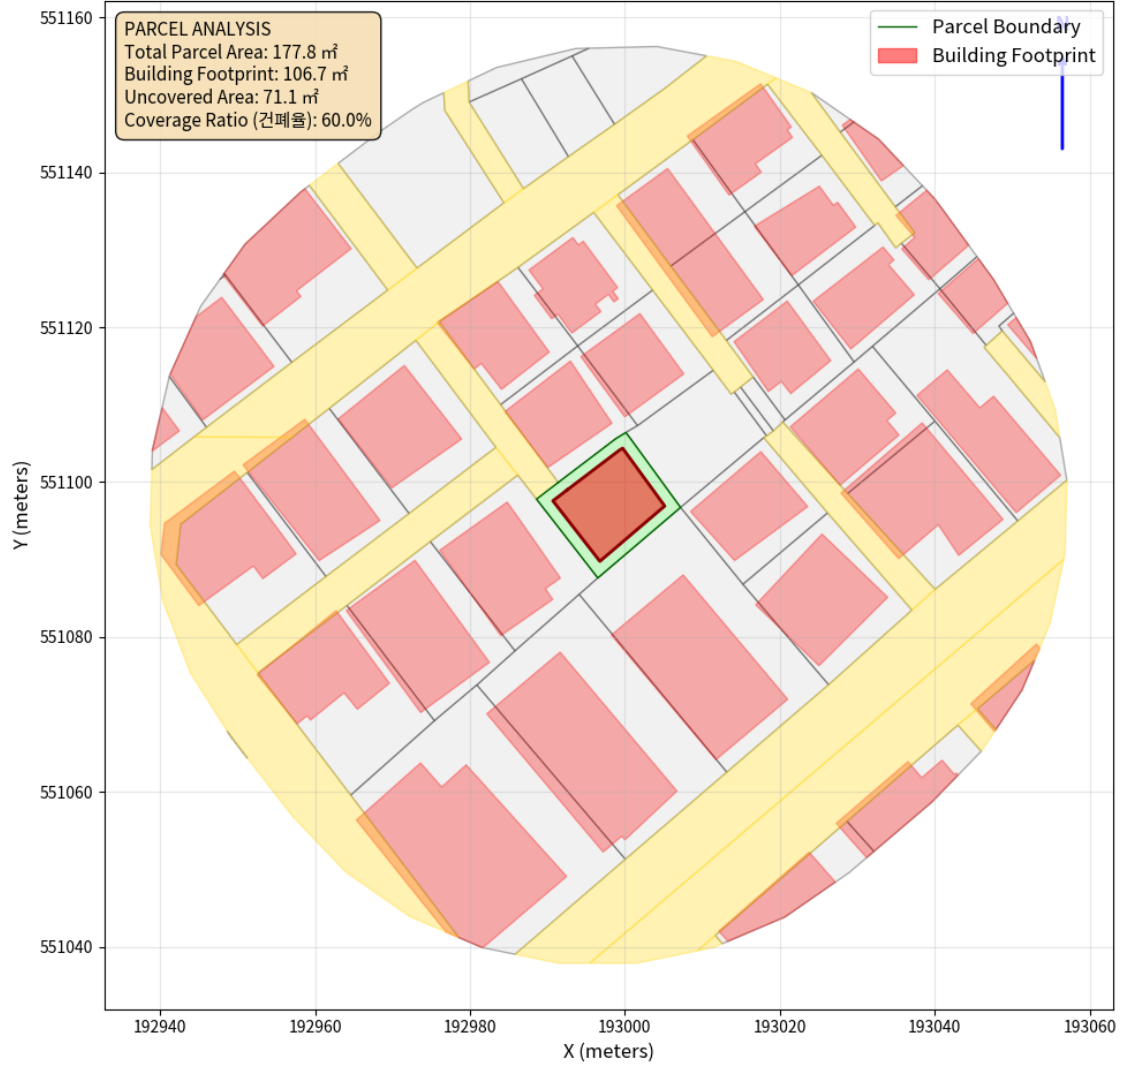 PARCEL ANALYSIS
Total Parcel Area: 177.8 ㎡
Building Footprint: 106.7 ㎡
Uncovered Area: 71.1 ㎡
Coverage Ratio (건폐율): 60.0%
Parcel Boundary
Building Footprint
N
551160
551140
551120
551100
551080
551060
551040
Y (meters)
192940
192960
192980
193000
193020
193040
193060
X (meters)